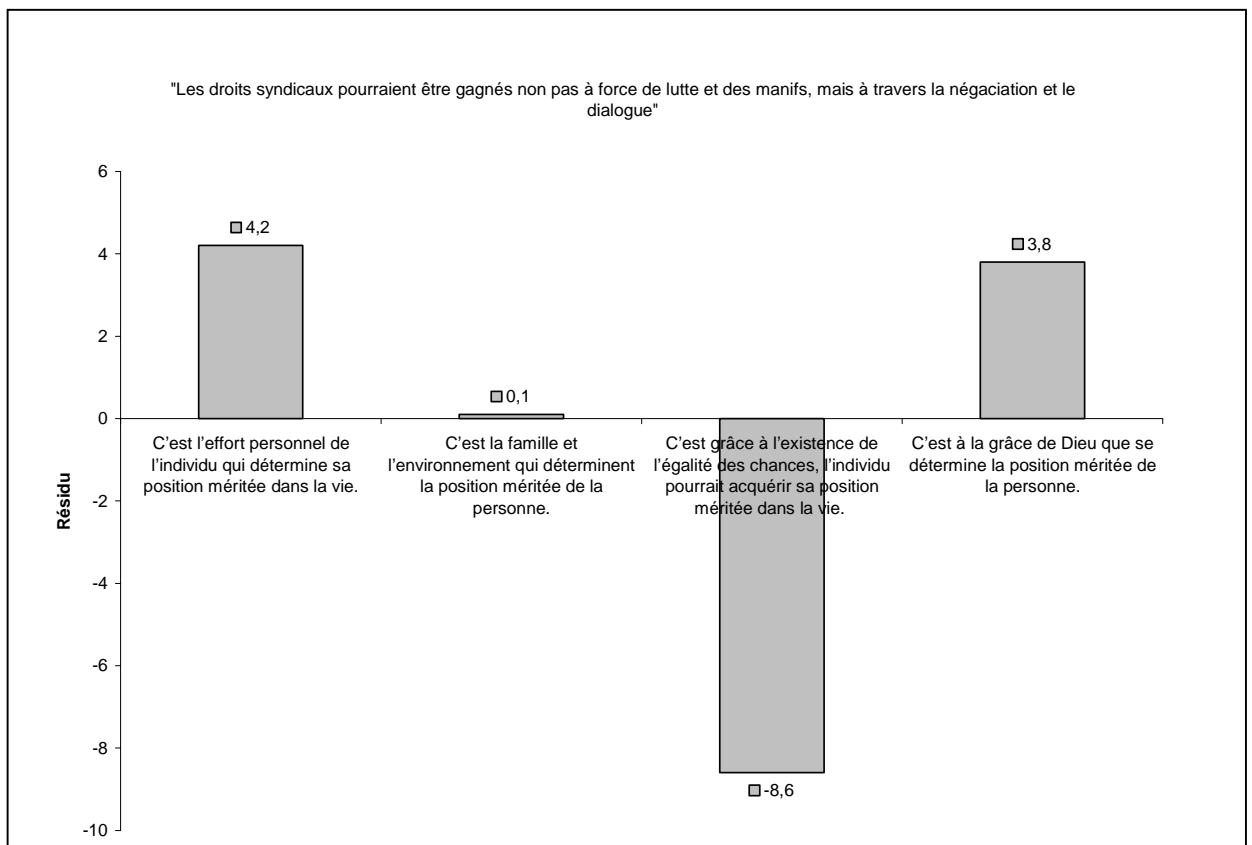 "Les droits syndicaux pourraient être gagnés non pas à force de lutte et des manifs, mais à travers la négaciation et le
dialogue"
6
4,2
3,8
4
2
0,1
0
C'est l'effort personnel de
l'individu qui détermine sa
position méritée dans la vie.
C'est la famille et
l'environnement qui déterminent
la position méritée de la
personne.
C'est grâce à l'existence de
l'égalité des chances, l'individu
pourrait acquérir sa position
méritée dans la vie.
C'est à la grâce de Dieu que se
détermine la position méritée de
la personne.
Résidu
-2
-4
-6
-8
-8,6
-10